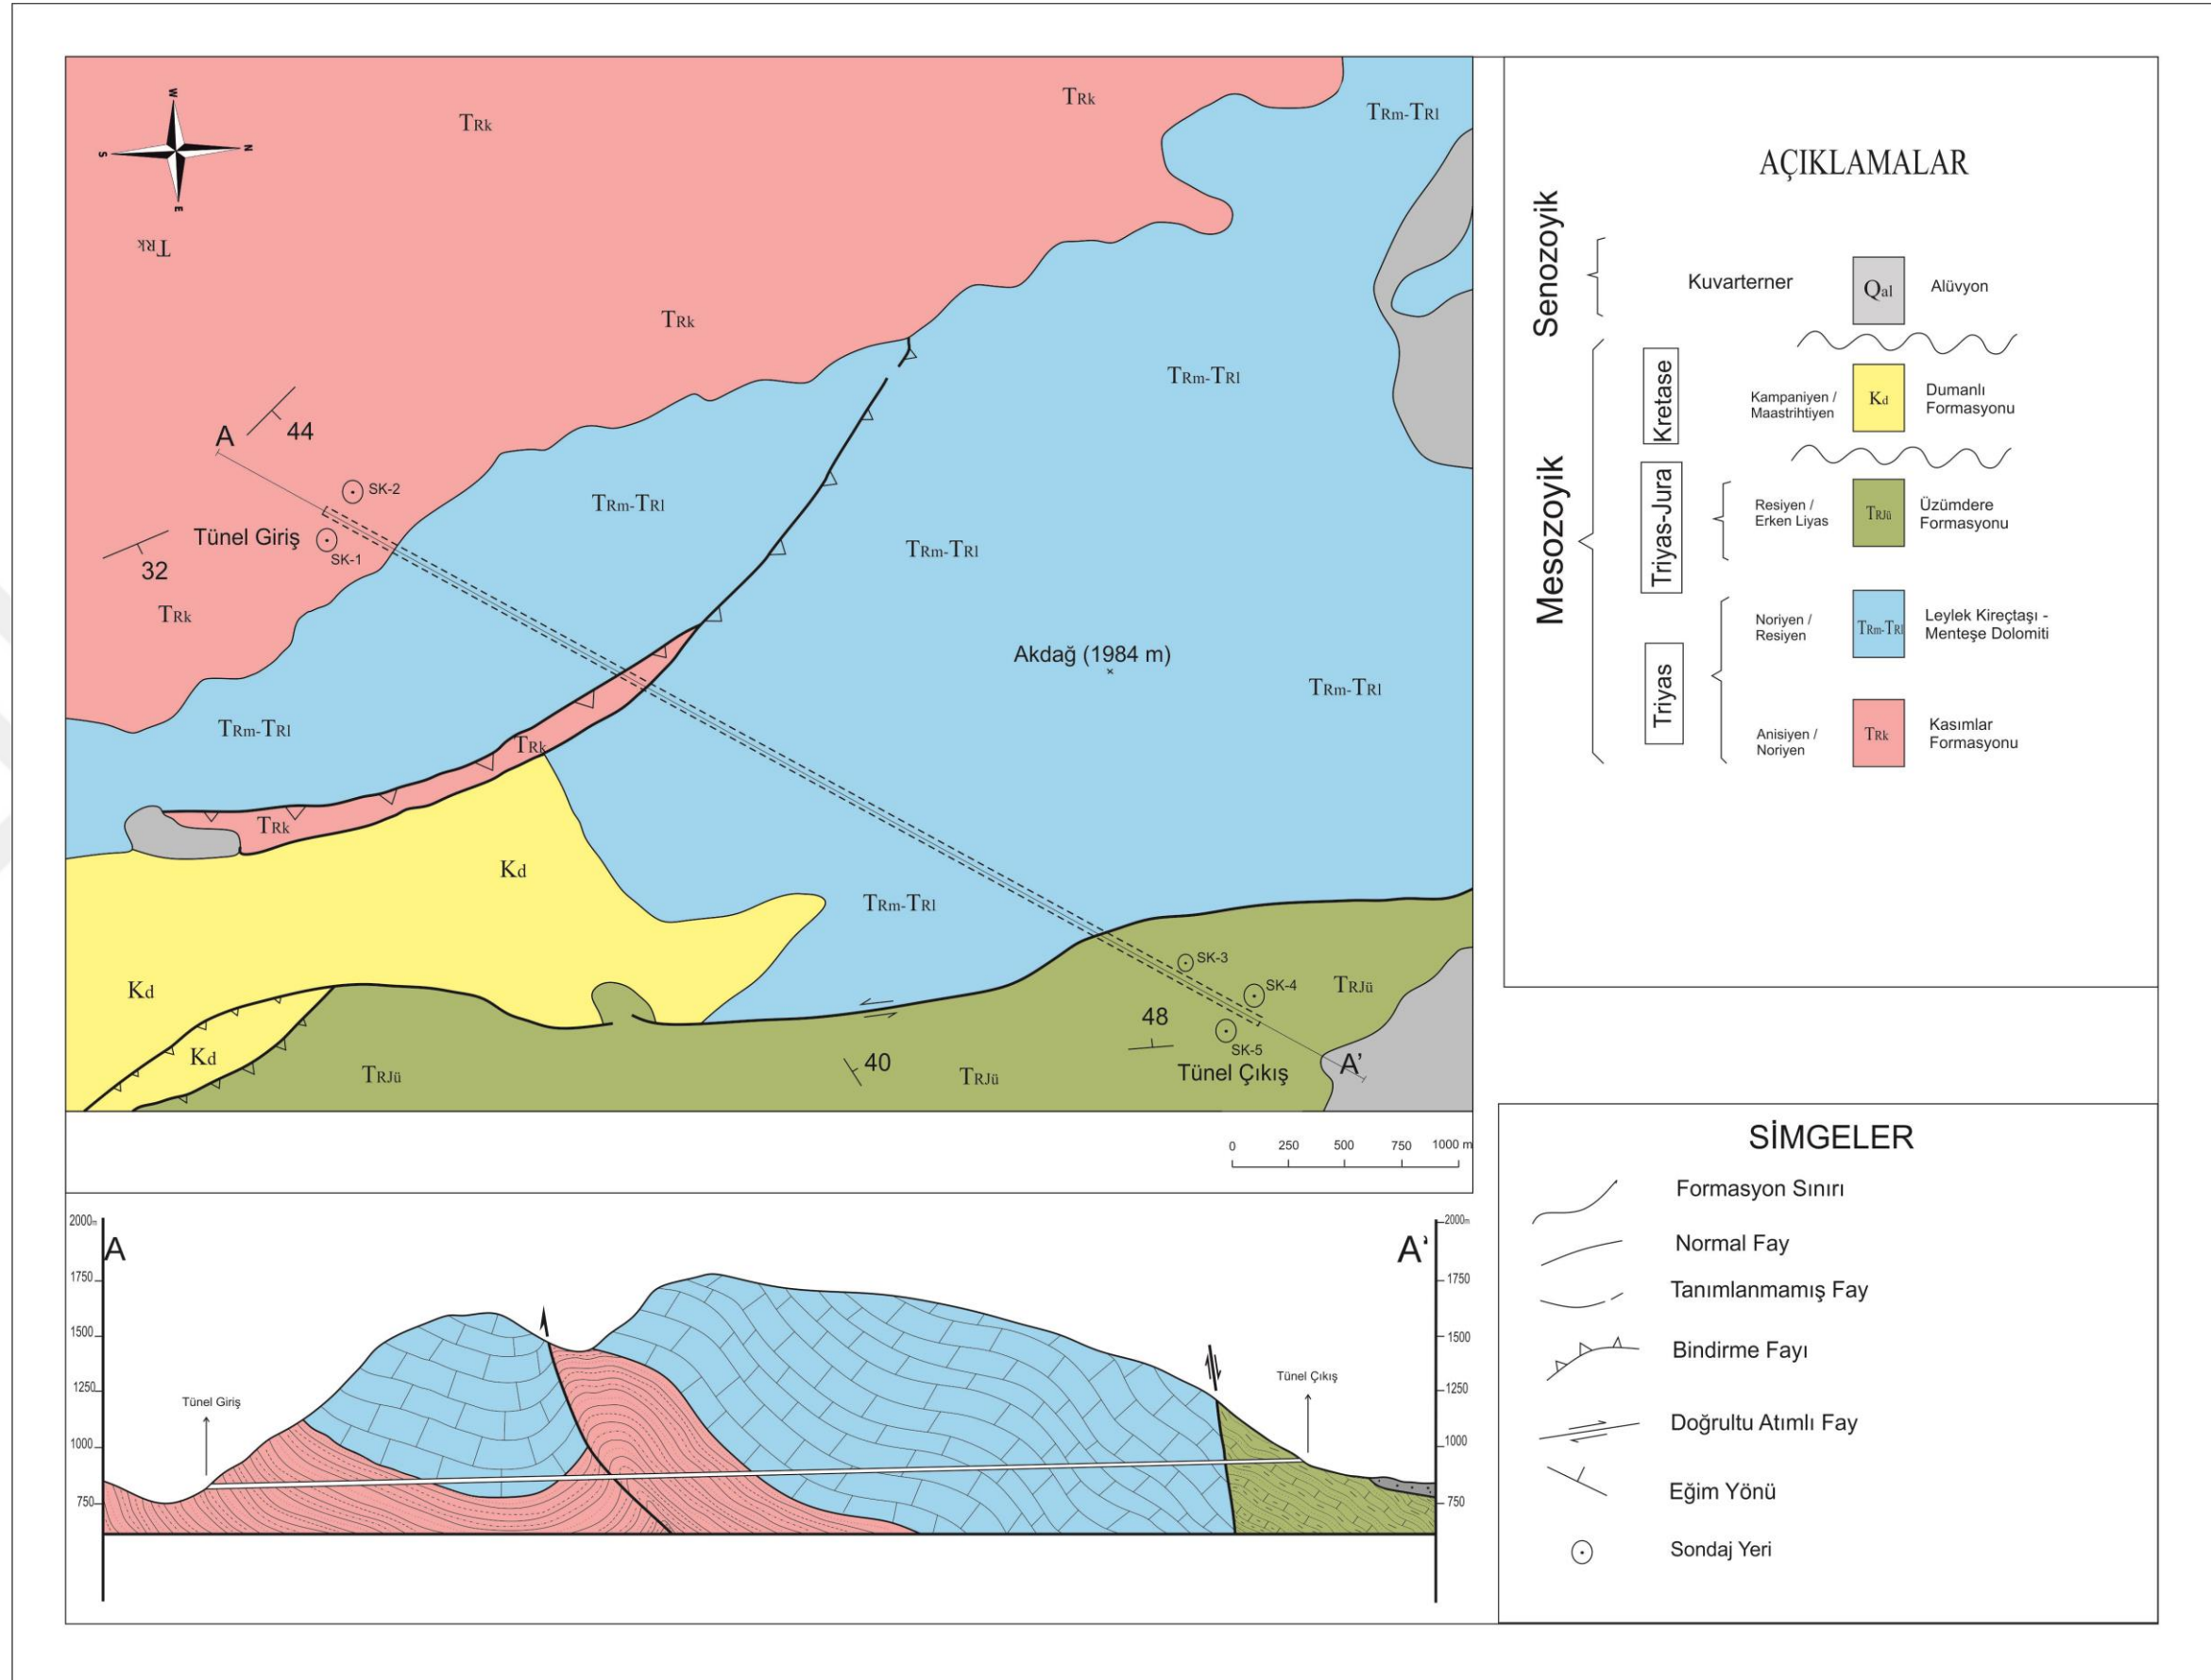 W
S
N
E
TRk
TRk
TRm-TRl
TRk
TRk
TRm-TRl
A
44
SK-2
TRm-TRl
Tünel Giriş
SK-1
TRm-TRl
32
TRk
Akdağ (1984 m)
×
TRm-TRl
TRm-TRl
TRk
TRk
Kd
TRm-TRl
SK-3
Kd
SK-4
TRJü
48
SK-5
Kd
40
A'
TRJü
TRJü
Tünel Çıkış
0 250 500 750 1000 m
2000m
A
1750
1500
1250
1000
750
Tünel Giriş
Tünel Çıkış
A'
2000m
1750
1500
1250
1000
750
AÇIKLAMALAR
Senozoyik
Kuvarterner
Qal
Alüvyon
Mesozoyik
Kretase
Kampaniyen /
Maastrihtiyen
Kd
Dumanlı
Formasyonu
Triyas-Jura
Resiyen /
Erken Liyas
TRJü
Üzümdere
Formasyonu
Triyas
Noriyen /
Resiyen
TRm-TRl
Leylek Kireçtaşı -
Menteşe Dolomiti
Anisiyen /
Noriyen
TRk
Kasımlar
Formasyonu
SİMGELER
Formasyon Sınırı
Normal Fay
Tanımlanmamış Fay
Bindirme Fayı
Doğrultu Atımlı Fay
Eğim Yönü
Sondaj Yeri